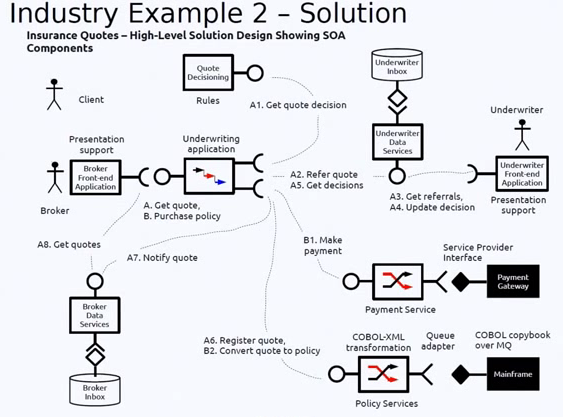 Industry Example 2 – Solution
Insurance Quotes – High-Level Solution Design Showing SOA
Components
Quote
Decisioning
Rules
A1. Get quote decision
Client
Underwriter
Inbox
Underwriter
Data
Services
Underwriter
Underwriter
Front-end
Application
Presentation
support
Presentation
support
Broker
Front-end
Application
Broker
Underwriting
application
A. Get quote,
B. Purchase policy
A2. Refer quote
A5. Get decisions
A3. Get referrals,
A4. Update decision
A8. Get quotes
A7. Notify quote
B1. Make
payment
Service Provider
Interface
Payment
Gateway
Payment Service
Broker
Data
Services
Broker
Inbox
A6. Register quote,
B2. Convert quote to policy
COBOL-XML
transformation
Queue
adapter
COBOL copybook
over MQ
Mainframe
Policy Services